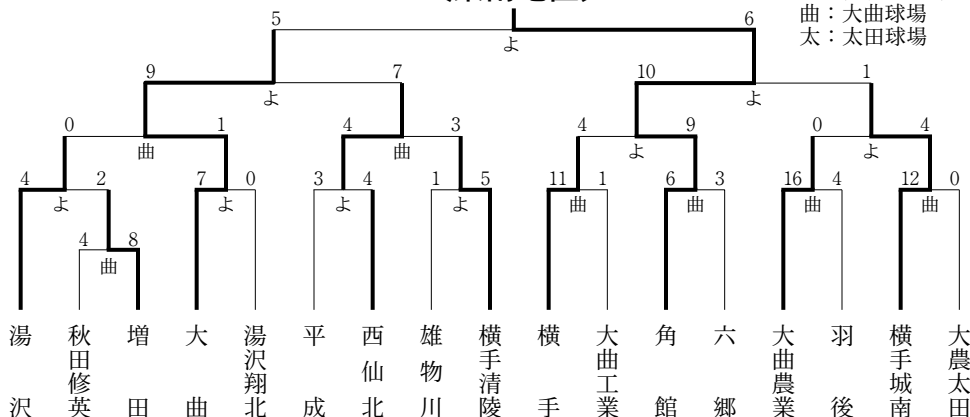 5 よ 6
曲：大曲球場
太：太田球場
9 よ 7 10 よ 1
0 曲 1 4 曲 3 4 よ 9 0 よ 4
4 よ 2 7 よ 0 3 よ 4 1 よ 5 11 曲 1 6 曲 3 16 曲 4 12 曲 0
4 曲 8
湯沢
秋田修英
増田
大曲
湯沢翔北
平成
西仙北
雄物川
横手清陵
横手
大曲工業
角館
六郷
大曲農業
羽後
横手城南
大農太田